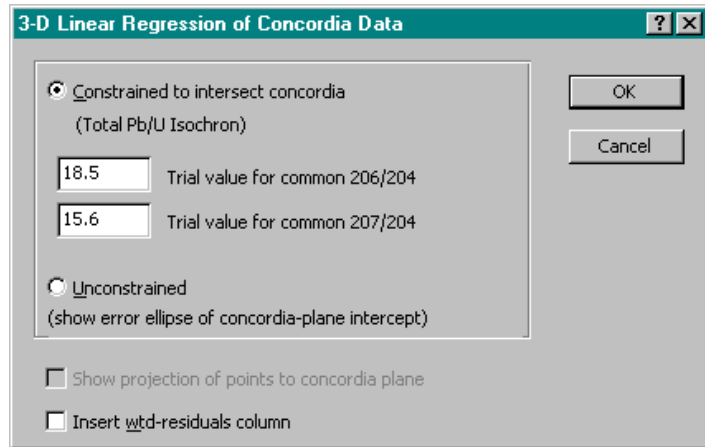 3-D Linear Regression of Concordia Data
Constrained to intersect concordia
OK
(Total Pb/U Isochron)
Cancel
18.5 Trial value for common 206/204
15.6 Trial value for common 207/204
Unconstrained
(show error ellipse of concordia-plane intercept)
Show projection of points to concordia plane
Insert wtd-residuals column